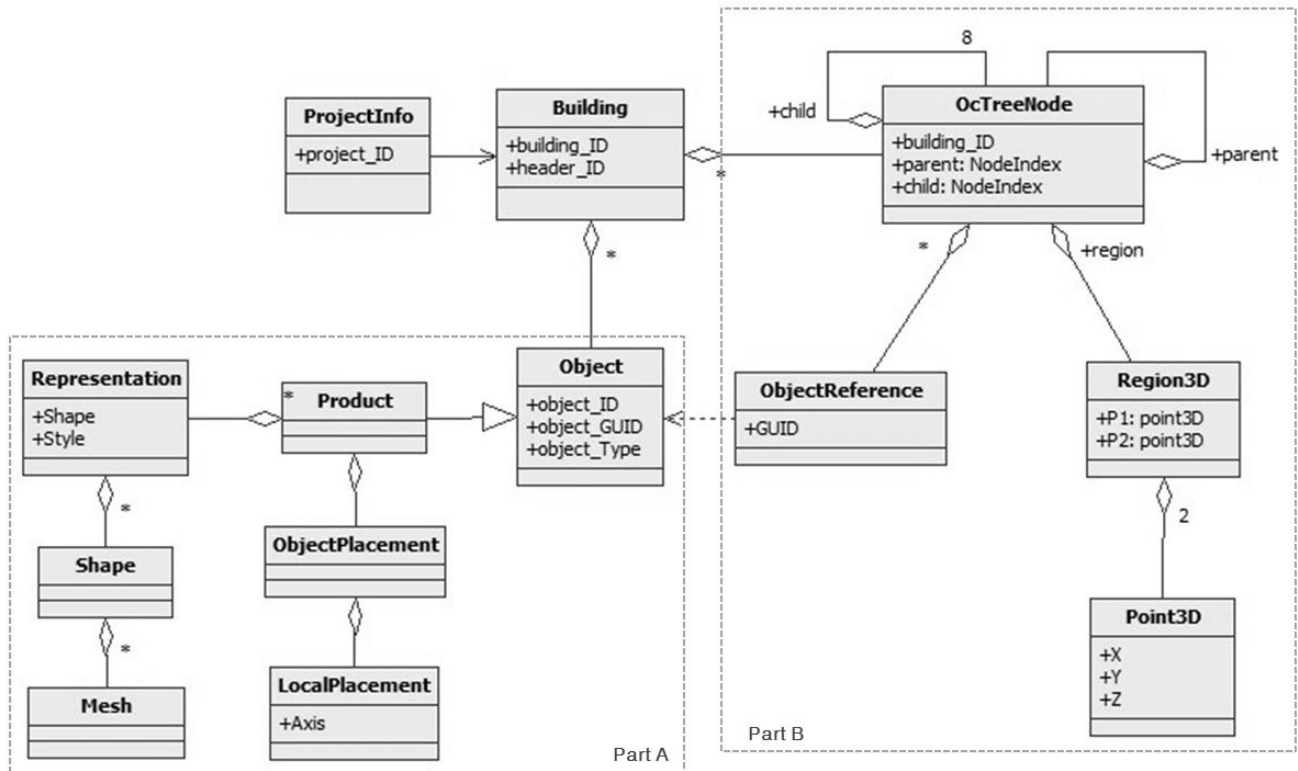 8
+child
OcTreeNode
+building_ID
+parent: NodeIndex
+child: NodeIndex
+parent
ProjectInfo
+project_ID
Building
+building_ID
+header_ID
*
*
*
+region
Representation
+Shape
+Style
*
Product
Object
+object_ID
+object_GUID
+object_Type
ObjectReference
+GUID
Region3D
+P1: point3D
+P2: point3D
*
2
Shape
ObjectPlacement
*
Point3D
+X
+Y
+Z
Mesh
LocalPlacement
+Axis
Part A
Part B